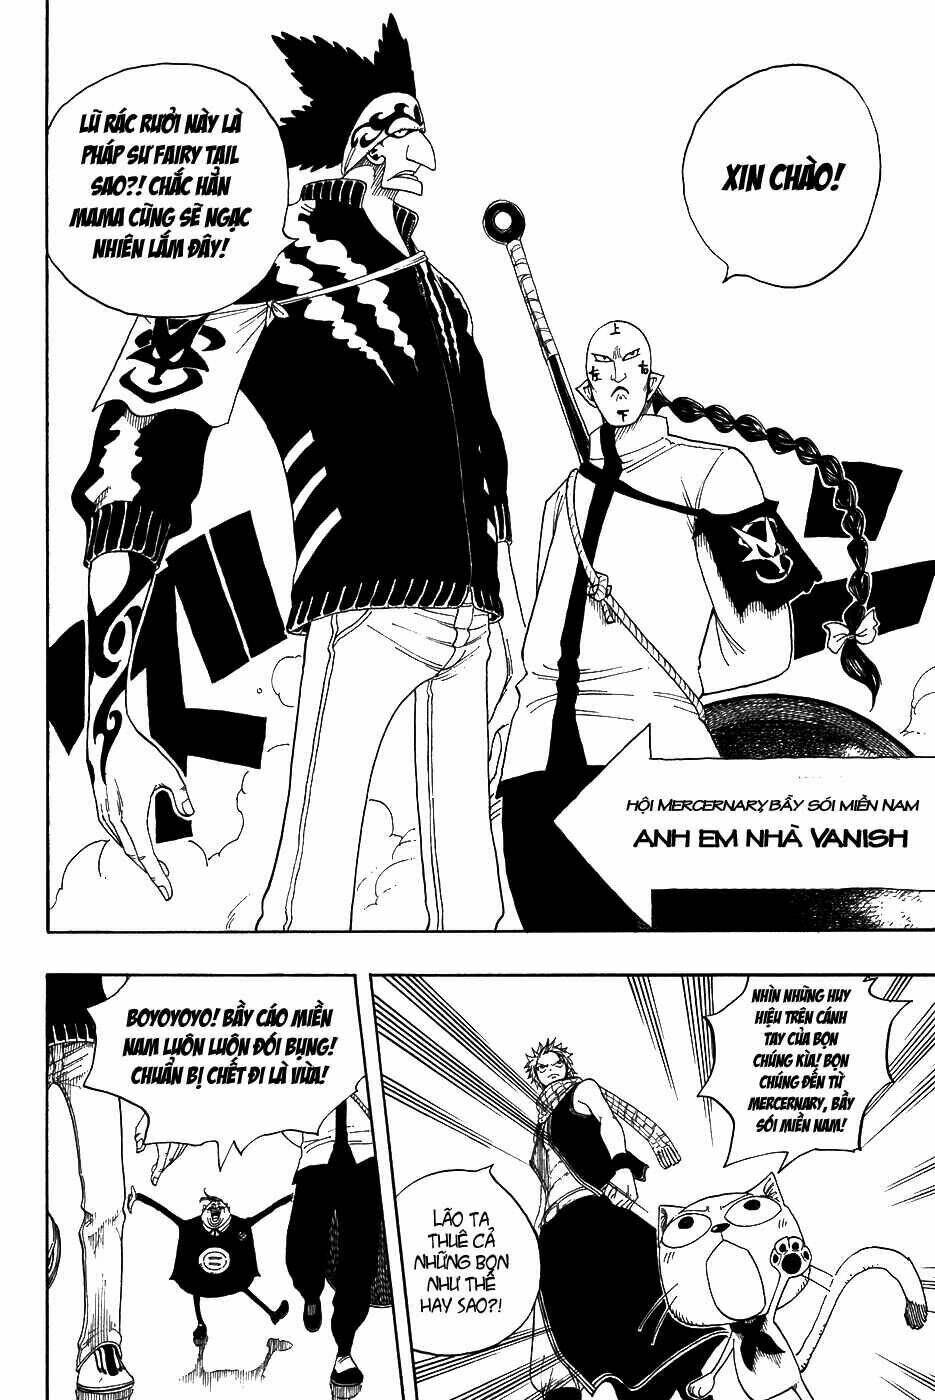 LŨ RÁC RƯỞI NÀY LÀ
PHÁP SƯ FAIRY TAIL
SAO?! CHẮC HẲN
MAMA CŨNG SẼ NGẠC
NHIÊN LẮM ĐÂY!
XIN CHÀO!
上
左
右
下
HỘI MERCERNARY, BẦY SÓI MIỀN NAM
ANH EM NHÀ VANISH
BOYOYOYO! BẦY CÁO MIỀN
NAM LUÔN LUÔN ĐÓI BỤNG!
CHUẨN BỊ CHẾT ĐI LÀ VỪA!
NHÌN NHỮNG HUY
HIỆU TRÊN CÁNH
TAY CỦA BỌN
CHÚNG KÌA! BỌN
CHÚNG ĐẾN TỪ
MERCERNARY, BẦY
SÓI MIỀN NAM!
LÃO TA
THUÊ CẢ
NHỮNG BỌN
NHƯ THẾ
HAY SAO?!